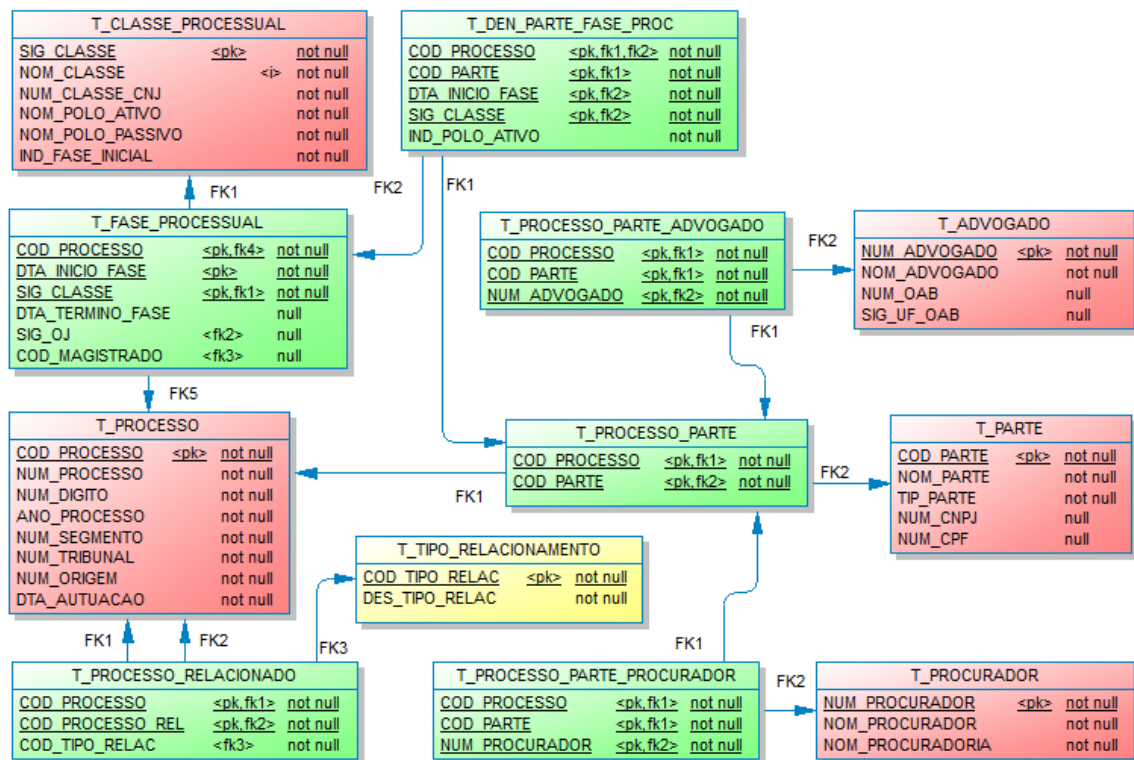 T_CLASSE_PROCESSUAL
SIG_CLASSE <pk> not null
NOM_CLASSE <i> not null
NUM_CLASSE_CNJ not null
NOM_POLO_ATIVO not null
NOM_POLO_PASSIVO not null
IND_FASE_INICIAL not null
T_DEN_PARTE_FASE_PROC
COD_PROCESSO <pk,fk1,fk2> not null
COD_PARTE <pk,fk1> not null
DTA_INICIO_FASE <pk,fk2> not null
SIG_CLASSE <pk,fk2> not null
IND_POLO_ATIVO not null
FK1
FK2
FK1
T_FASE_PROCESSUAL
COD_PROCESSO <pk,fk4> not null
DTA_INICIO_FASE <pk> not null
SIG_CLASSE <pk,fk1> not null
DTA_TERMINO_FASE null
SIG_OJ <fk2> null
COD_MAGISTRADO <fk3> null
T_PROCESSO_PARTE_ADVOGADO
COD_PROCESSO <pk,fk1> not null
COD_PARTE <pk,fk1> not null
NUM_ADVOGADO <pk,fk2> not null
FK2
T_ADVOGADO
NUM_ADVOGADO <pk> not null
NOM_ADVOGADO not null
NUM_OAB null
SIG_UF_OAB null
FK1
FK5
T_PROCESSO
COD_PROCESSO <pk> not null
NUM_PROCESSO not null
NUM_DIGITO not null
ANO_PROCESSO not null
NUM_SEGMENTO not null
NUM_TRIBUNAL not null
NUM_ORIGEM not null
DTA_AUTUACAO not null
FK1
T_PROCESSO_PARTE
COD_PROCESSO <pk,fk1> not null
COD_PARTE <pk,fk2> not null
FK2
T_PARTE
COD_PARTE <pk> not null
NOM_PARTE not null
TIP_PARTE not null
NUM_CNPJ null
NUM_CPF null
T_TIPO_RELACIONAMENTO
COD_TIPO_RELAC <pk> not null
DES_TIPO_RELAC not null
FK1
FK2
FK3
FK1
T_PROCESSO_RELACIONADO
COD_PROCESSO <pk,fk1> not null
COD_PROCESSO_REL <pk,fk2> not null
COD_TIPO_RELAC <fk3> not null
T_PROCESSO_PARTE_PROCURADOR
COD_PROCESSO <pk,fk1> not null
COD_PARTE <pk,fk1> not null
NUM_PROCURADOR <pk,fk2> not null
FK2
T_PROCURADOR
NUM_PROCURADOR <pk> not null
NOM_PROCURADOR not null
NOM_PROCURADORIA not null